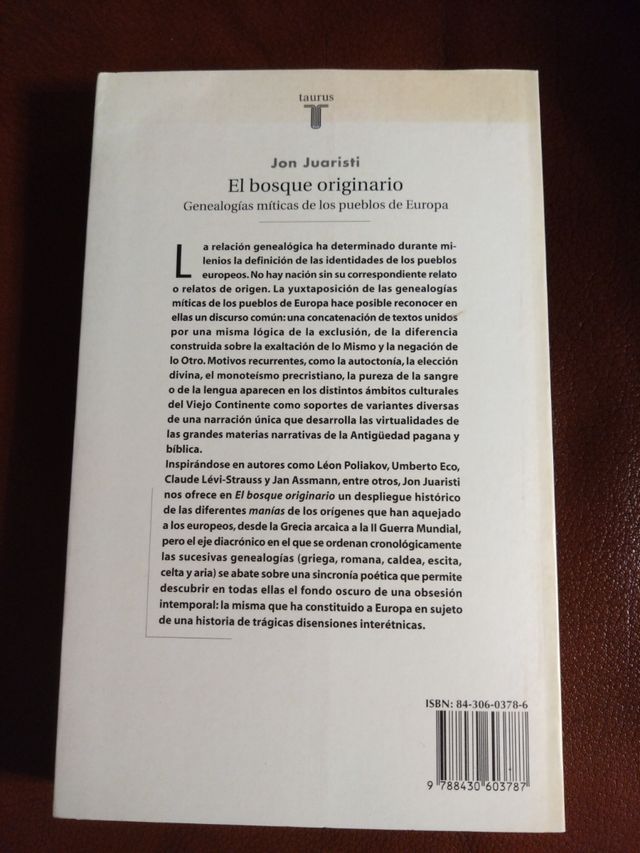 taurus
T
Jon Juaristi
El bosque originario
Genealogías míticas de los pueblos de Europa
La relación genealógica ha determinado durante mi-
lenios la definición de las identidades de los pueblos
europeos. No hay nación sin su correspondiente relato
o relatos de origen. La yuxtaposición de las genealogías
míticas de los pueblos de Europa hace posible reconocer en
ellas un discurso común: una concatenación de textos unidos
por una misma lógica de la exclusión, de la diferencia
construida sobre la exaltación de lo Mismo y la negación de
lo Otro. Motivos recurrentes, como la autoctonía, la elección
divina, el monoteísmo precristiano, la pureza de la sangre
o de la lengua aparecen en los distintos ámbitos culturales
del Viejo Continente como soportes de variantes diversas
de una narración única que desarrolla las virtualidades de
las grandes materias narrativas de la Antigüedad pagana y
bíblica.
Inspirándose en autores como Léon Poliakov, Umberto Eco,
Claude Lévi-Strauss y Jan Assmann, entre otros, Jon Juaristi
nos ofrece en El bosque originario un despliegue histórico
de las diferentes manías de los orígenes que han aquejado
a los europeos, desde la Grecia arcaica a la II Guerra Mundial,
pero el eje diacrónico en el que se ordenan cronológicamente
las sucesivas genealogías (griega, romana, caldea, escita,
celta y aria) se abate sobre una sincronía poética que permite
descubrir en todas ellas el fondo oscuro de una obsesión
intemporal: la misma que ha constituido a Europa en sujeto
de una historia de trágicas disensiones interétnicas.
ISBN: 84-306-0378-6
9 788430 603787